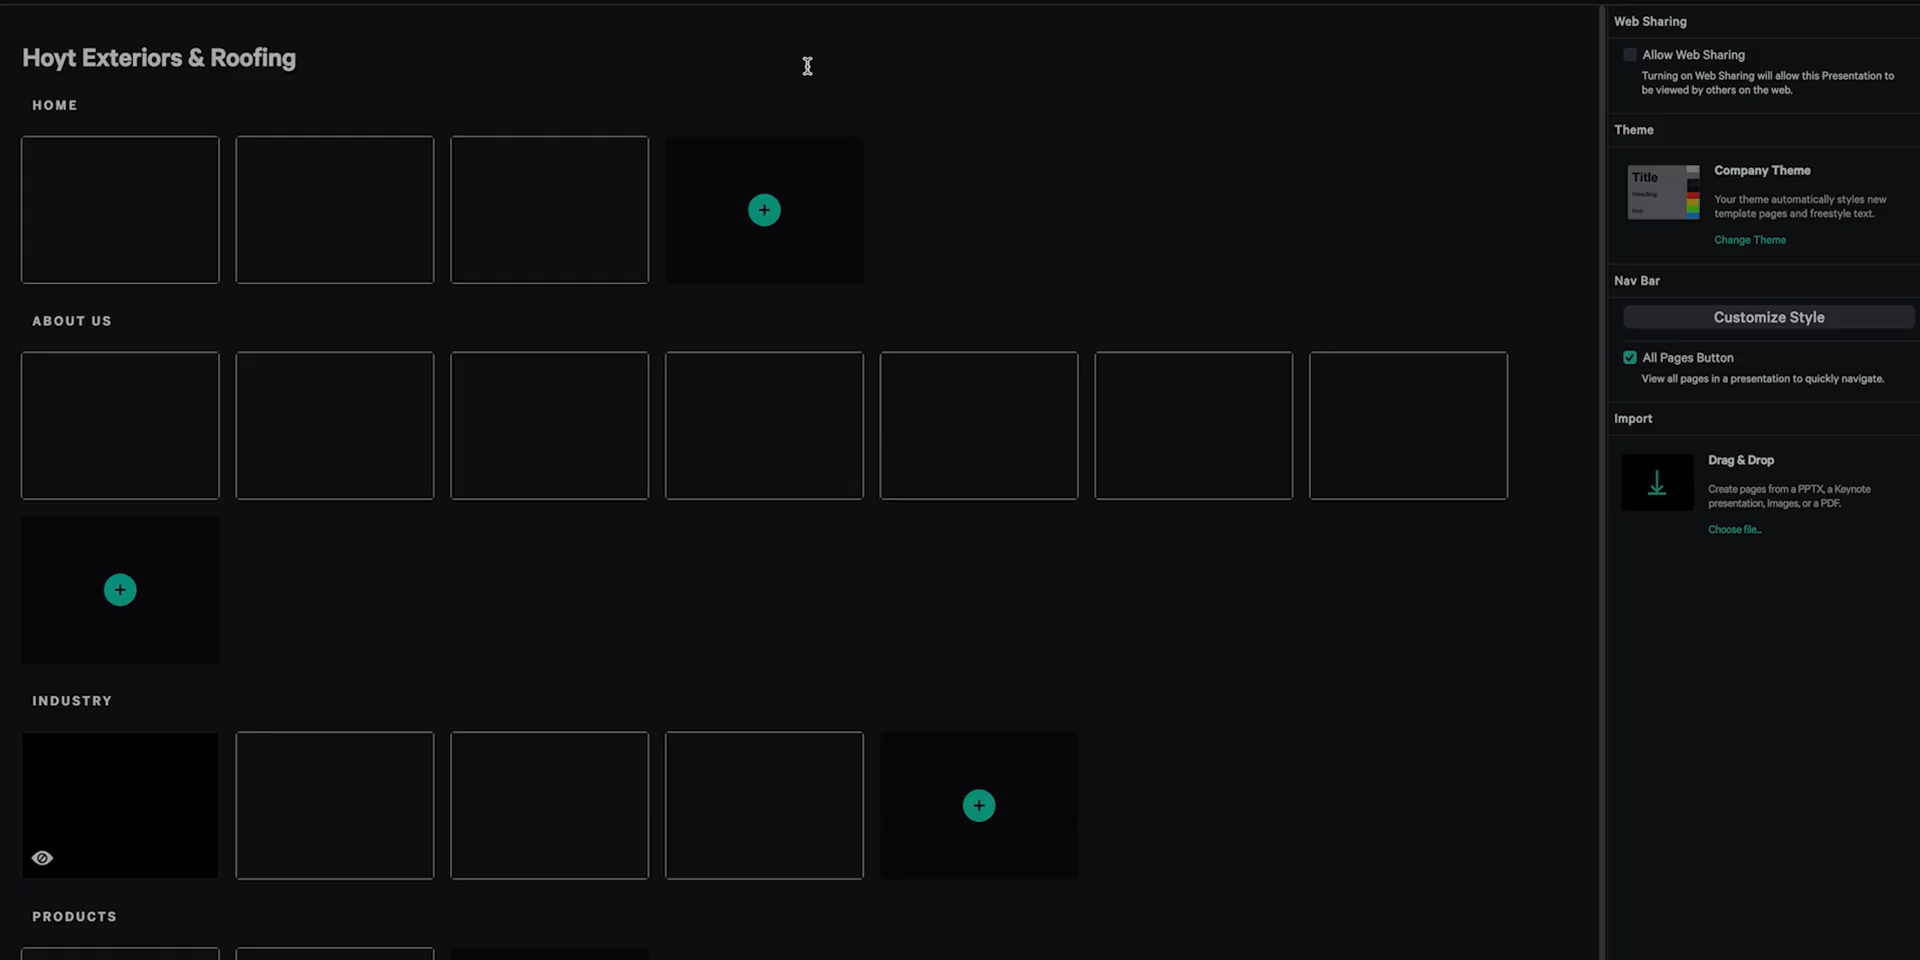 Hoyt Exteriors & Roofing
HOME
ABOUT US
INDUSTRY
PRODUCTS
Web Sharing
Allow Web Sharing
Turning on Web Sharing will allow this Presentation to
be viewed by others on the web.
Theme
Title
Heading
Body
Company Theme
Your theme automatically styles new
template pages and freestyle text.
Change Theme
Nav Bar
Customize Style
All Pages Button
View all pages in a presentation to quickly navigate.
Import
Drag & Drop
Create pages from a PPTX, a Keynote
presentation, Images, or a PDF.
Choose file...